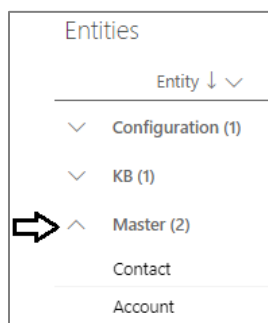 Entities
Entity
Configuration (1)
KB (1)
Master (2)
Contact
Account